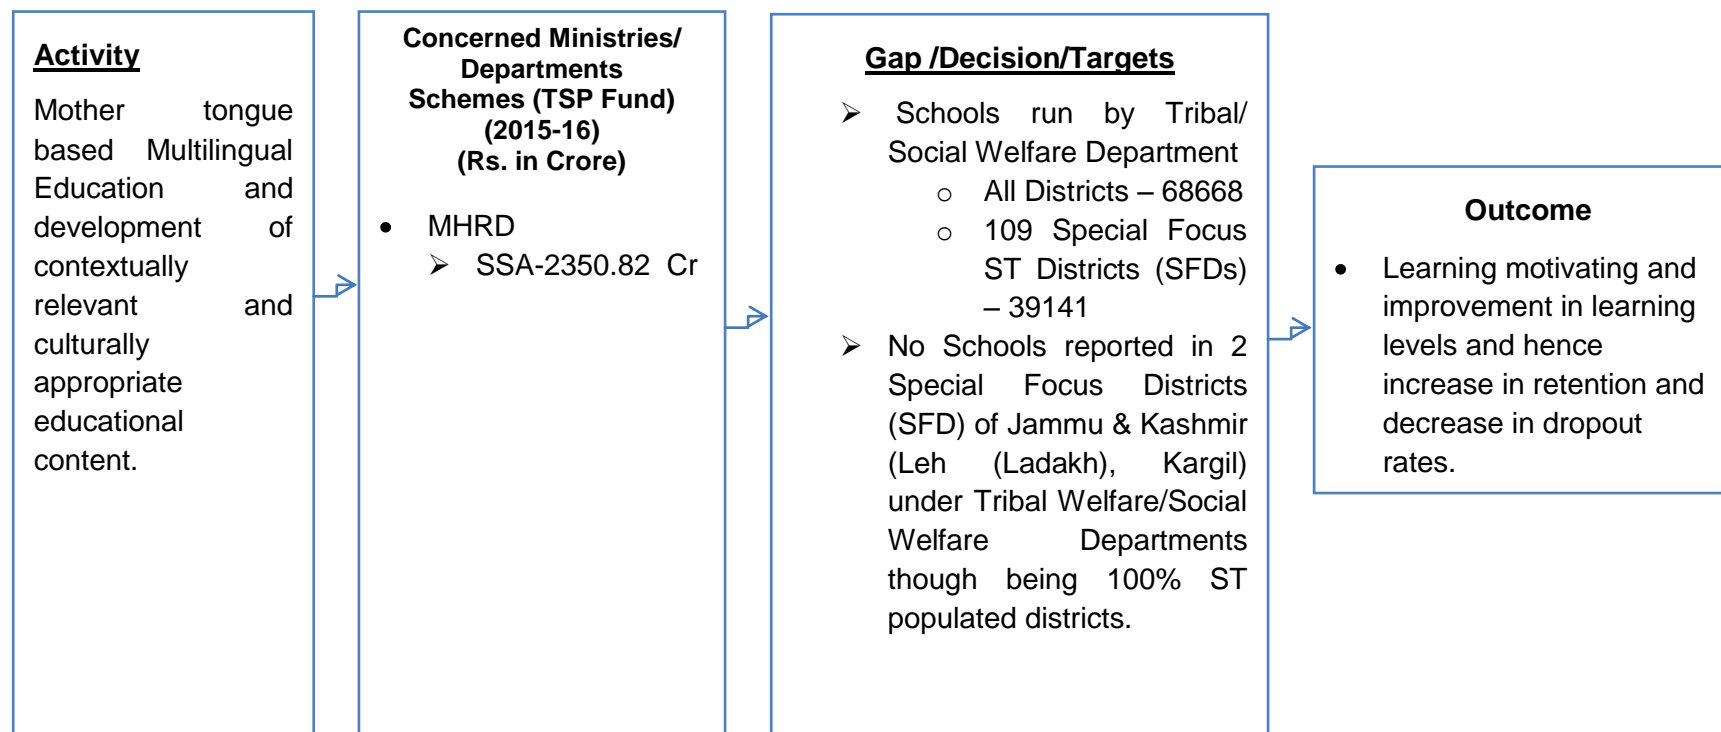 Activity
Mother tongue
based Multilingual
Education and
development of
contextually
relevant and
culturally
appropriate
educational
content.
Concerned Ministries/
Departments
Schemes (TSP Fund)
(2015-16)
(Rs. in Crore)
• MHRD
➢ SSA-2350.82 Cr
Gap /Decision/Targets
➢ Schools run by Tribal/
Social Welfare Department
o All Districts – 68668
o 109 Special Focus
ST Districts (SFDs)
– 39141
➢ No Schools reported in 2
Special Focus Districts
(SFD) of Jammu & Kashmir
(Leh (Ladakh), Kargil)
under Tribal Welfare/Social
Welfare Departments
though being 100% ST
populated districts.
Outcome
• Learning motivating and
improvement in learning
levels and hence
increase in retention and
decrease in dropout
rates.